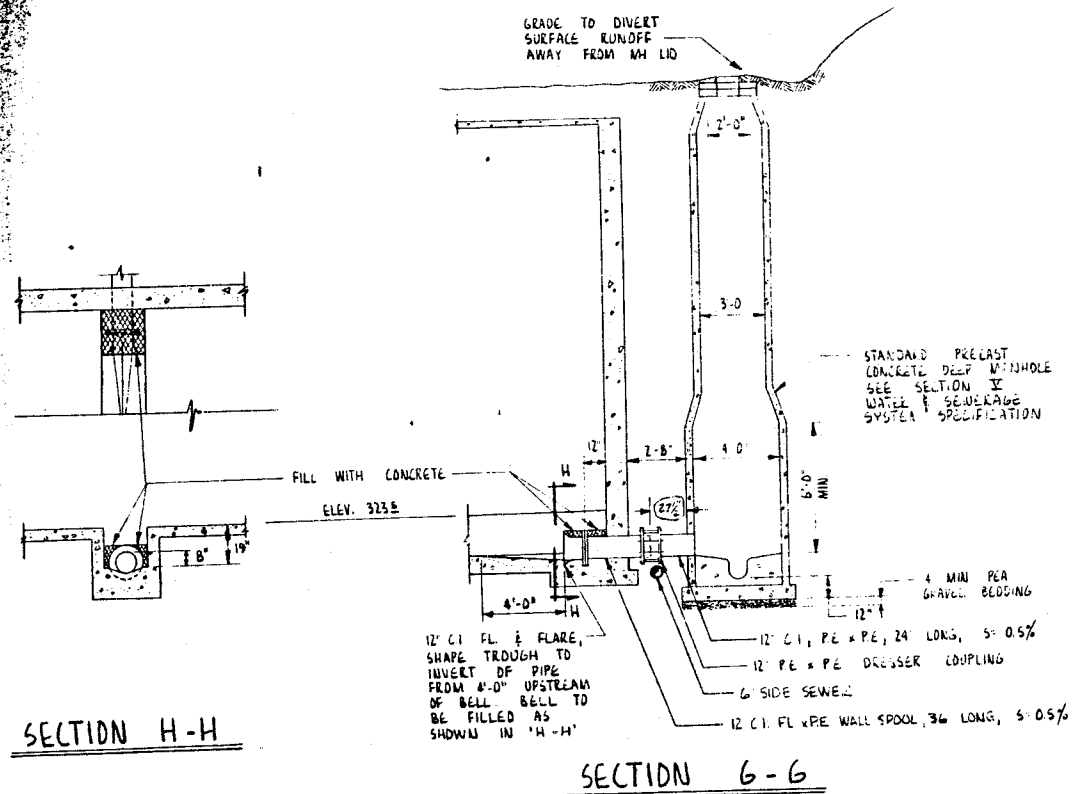 GRADE TO DIVERT
SURFACE RUNOFF
AWAY FROM MH LID
2'-0"
3-0
STANDARD PRECAST
CONCRETE DEEP MANHOLE
SEE SECTION V
WATER & SEWERAGE
SYSTEM SPECIFICATION
12"
H
2-8"
4 0
6'-0"
MIN
FILL WITH CONCRETE
ELEV. 323.5
27½"
8"
19"
4'-0"
H
4 MIN PEA
GRAVEL BEDDING
12"
12" C.I. FL. & FLARE,
SHAPE TROUGH TO
INVERT OF PIPE
FROM 4'-0" UPSTREAM
OF BELL. BELL TO
BE FILLED AS
SHOWN IN "H-H"
12" C.I., P.E x P.E, 24" LONG, S= 0.5%
12" P.E x P.E DRESSER COUPLING
6" SIDE SEWER
12 C.I. FL x P.E WALL SPOOL, 36 LONG, S= 0.5%
SECTION H-H
SECTION 6-6